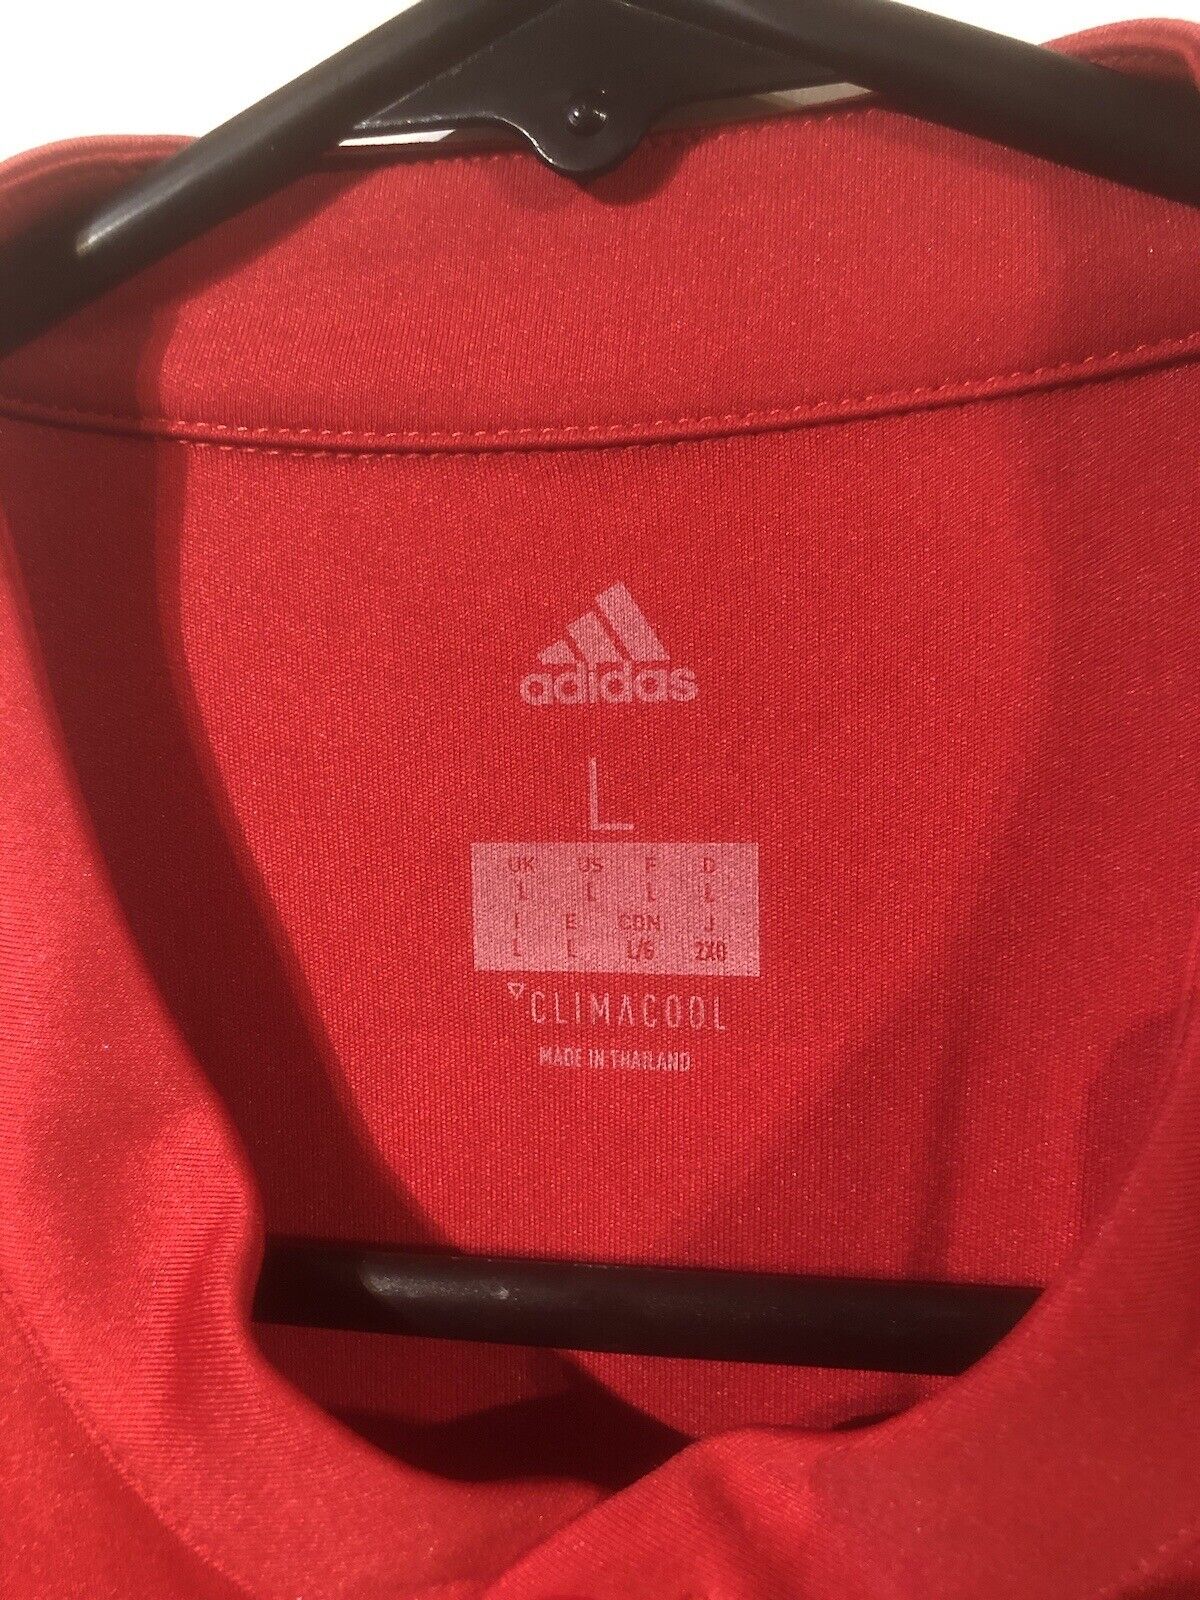 adidas
L
UK US F D
L L L L
I E CDN J
L L L/G 2XO
CLIMACOOL
MADE IN THAILAND